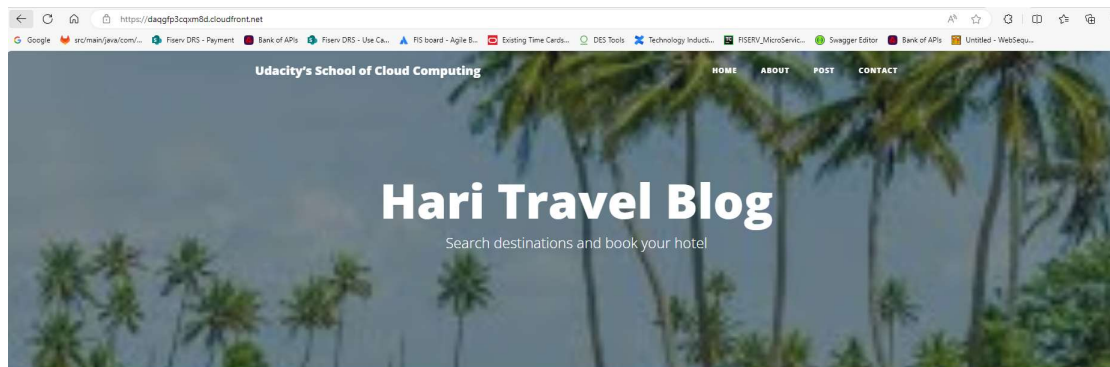 https://daqgfp3cqxm8d.cloudfront.net
Google src/main/java/com/... Fiserv DRS - Payment Bank of APIs Fiserv DRS - Use Ca... FIS board - Agile B... Existing Time Cards... DES Tools Technology Inducti... FISERV_MicroServic... Swagger Editor Bank of APIs Untitled - WebSequ...
Udacity's School of Cloud Computing HOME ABOUT POST CONTACT
Hari Travel Blog
Search destinations and book your hotel